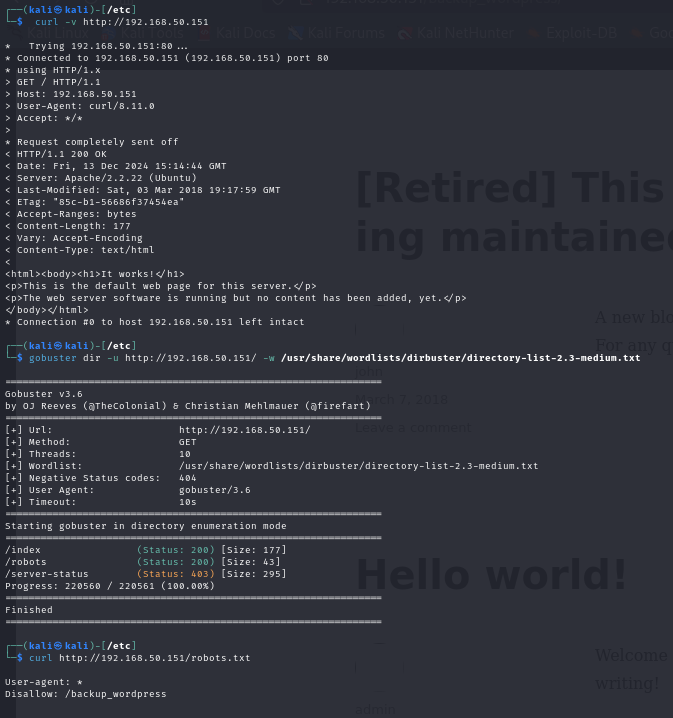 Kali Linux Kali Tools Kali Docs Kali Forums Kali NetHunter Exploit-DB Goo
┌──(kali㉿kali)-[/etc]
└─$ curl -v http://192.168.50.151
*   Trying 192.168.50.151:80...
* Connected to 192.168.50.151 (192.168.50.151) port 80
* using HTTP/1.x
> GET / HTTP/1.1
> Host: 192.168.50.151
> User-Agent: curl/8.11.0
> Accept: */*
>
* Request completely sent off
< HTTP/1.1 200 OK
< Date: Fri, 13 Dec 2024 15:14:44 GMT
< Server: Apache/2.2.22 (Ubuntu)
< Last-Modified: Sat, 03 Mar 2018 19:17:59 GMT
< ETag: "85c-b1-56686f37454ea"
< Accept-Ranges: bytes
< Content-Length: 177
< Vary: Accept-Encoding
< Content-Type: text/html
<
<html><body><h1>It works!</h1>
<p>This is the default web page for this server.</p>
<p>The web server software is running but no content has been added, yet.</p>
</body></html>
* Connection #0 to host 192.168.50.151 left intact
┌──(kali㉿kali)-[/etc]
└─$ gobuster dir -u http://192.168.50.151/ -w /usr/share/wordlists/dirbuster/directory-list-2.3-medium.txt
===============================================================
Gobuster v3.6
by OJ Reeves (@TheColonial) & Christian Mehlmauer (@firefart)
===============================================================
[+] Url:                     http://192.168.50.151/
[+] Method:                  GET
[+] Threads:                 10
[+] Wordlist:                /usr/share/wordlists/dirbuster/directory-list-2.3-medium.txt
[+] Negative Status codes:   404
[+] User Agent:              gobuster/3.6
[+] Timeout:                 10s
===============================================================
Starting gobuster in directory enumeration mode
===============================================================
/index                (Status: 200) [Size: 177]
/robots               (Status: 200) [Size: 43]
/server-status        (Status: 403) [Size: 295]
Progress: 220560 / 220561 (100.00%)
===============================================================
Finished
===============================================================
┌──(kali㉿kali)-[/etc]
└─$ curl http://192.168.50.151/robots.txt
User-agent: *
Disallow: /backup_wordpress
[Retired] This
ing maintained
A new blo
For any q
john
March 7, 2018
Leave a comment
Hello world!
Welcome
writing!
admin